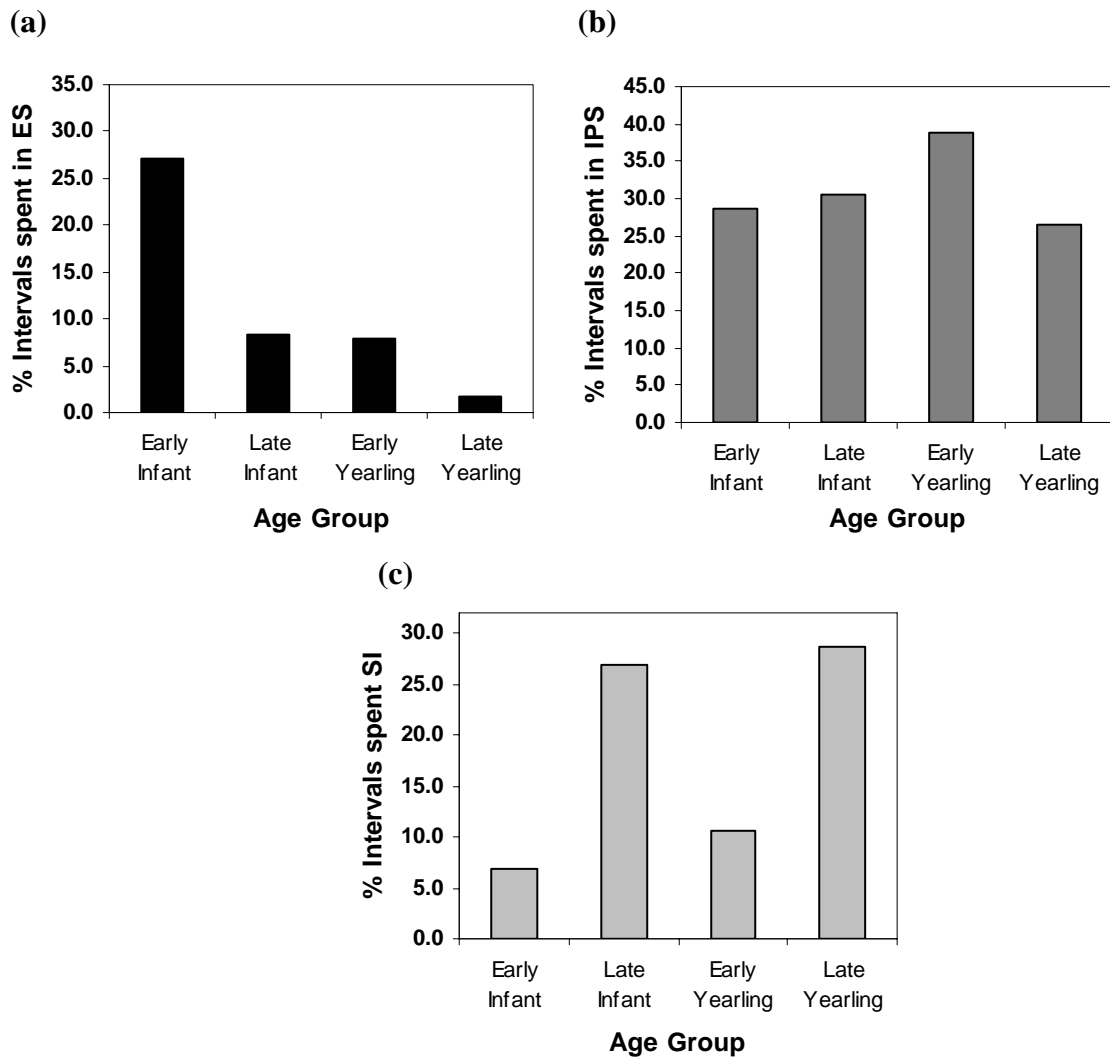 (a)
% Intervals spent in ES
35.0
30.0
25.0
20.0
15.0
10.0
5.0
0.0
Early Infant
Late Infant
Early Yearling
Late Yearling
Age Group
(b)
% Intervals spent in IPS
45.0
40.0
35.0
30.0
25.0
20.0
15.0
10.0
5.0
0.0
Early Infant
Late Infant
Early Yearling
Late Yearling
Age Group
(c)
% Intervals spent SI
30.0
25.0
20.0
15.0
10.0
5.0
0.0
Early Infant
Late Infant
Early Yearling
Late Yearling
Age Group